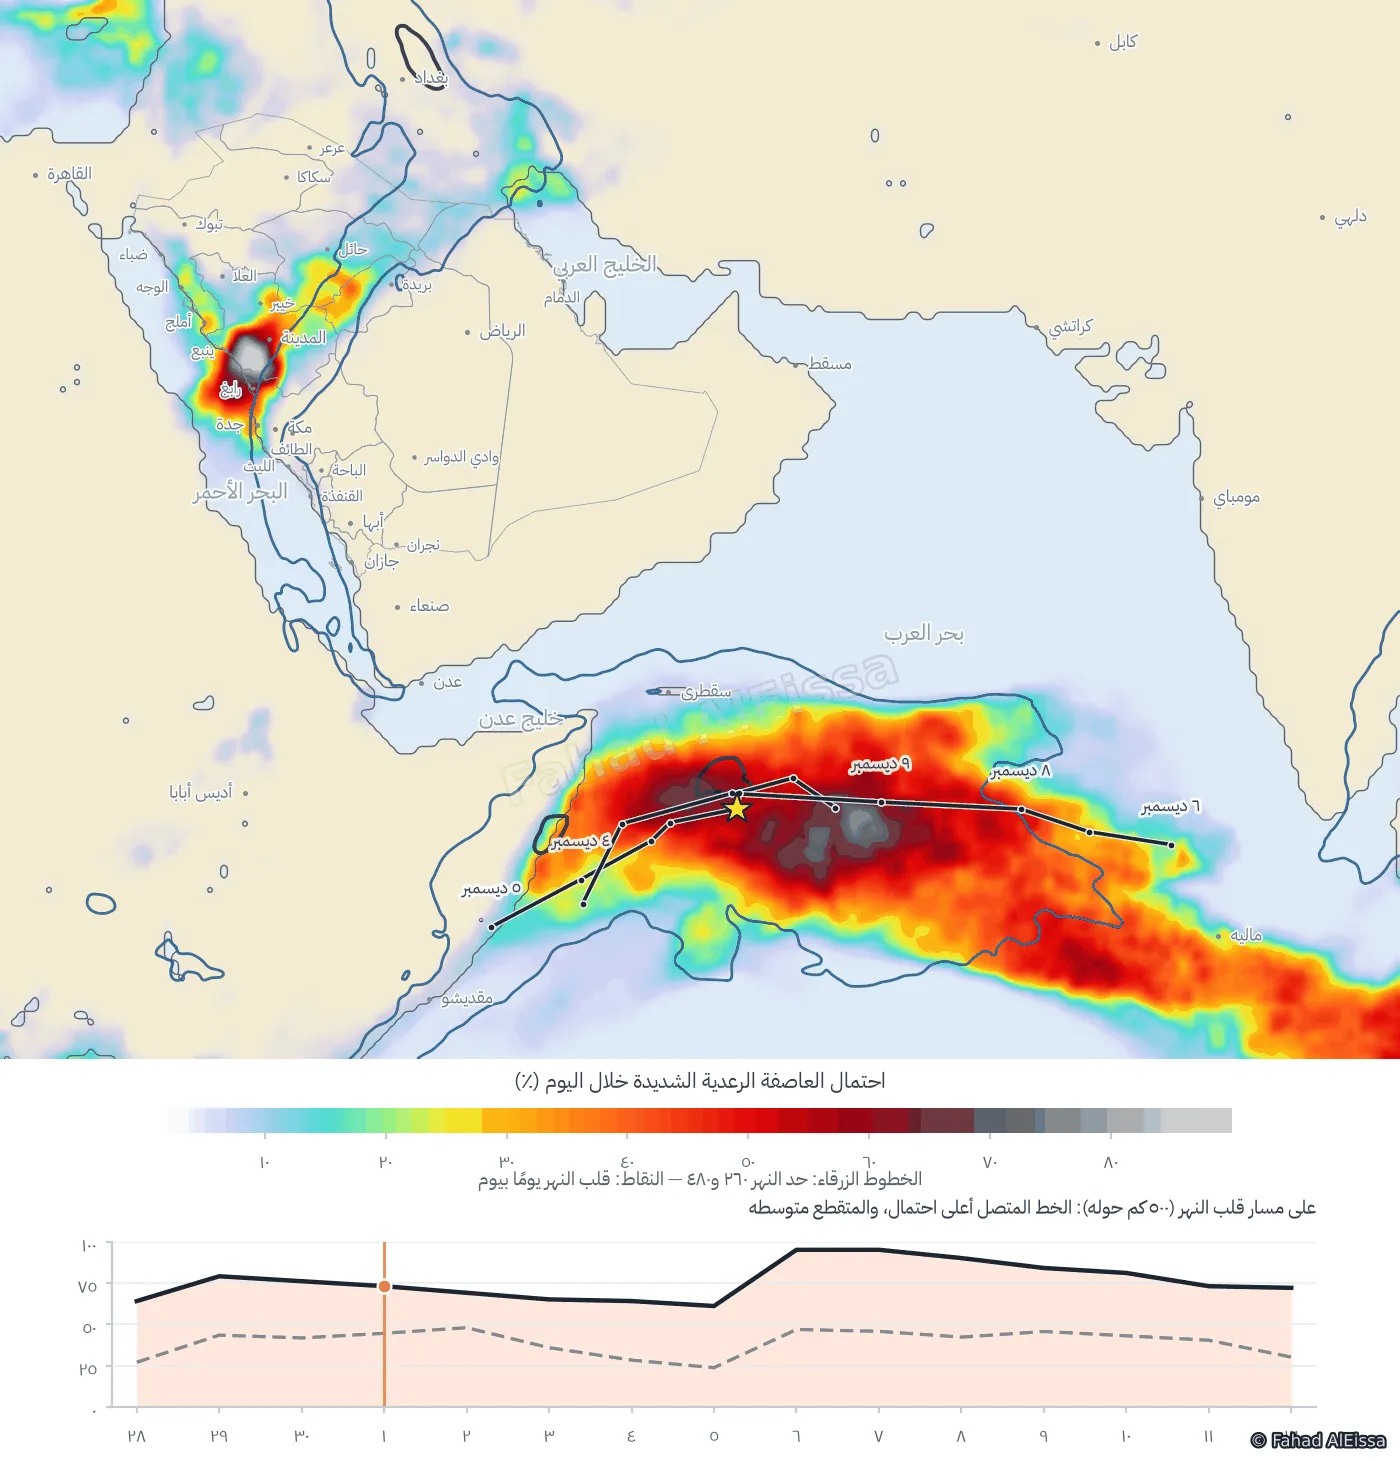 كابل
بغداد
عرعر
القاهرة
سكاكا
دلهي
تبوك
حائل
ضباء
الخليج العربي
العلا
الوجه
بريدة
الدمام
خيبر
أملج
كراتشي
الرياض
المدينة
ينبع
مسقط
رابغ
جدة
مكة
الطائف
وادي الدواسر
الليث
الباحة
البحر الأحمر
القنفذة
مومباي
أبها
نجران
جازان
صنعاء
بحر العرب
عدن
سقطرى
خليج عدن
Fahad AlEissa
٩ ديسمبر
٨ ديسمبر
أديس أبابا
٦ ديسمبر
٤ ديسمبر
٥ ديسمبر
ماليه
مقديشو
احتمال العاصفة الرعدية الشديدة خلال اليوم (٪)
١٠ ٢٠ ٣٠ ٤٠ ٥٠ ٦٠ ٧٠ ٨٠
الخطوط الزرقاء: حد النهر ٢٦٠ و٤٨٠ — النقاط: قلب النهر يومًا بيوم
على مسار قلب النهر (٥٠٠ كم حوله): الخط المتصل أعلى احتمال، والمتقطع متوسطه
١٠٠
٧٥
٥٠
٢٥
٠
٢٨ ٢٩ ٣٠ ١ ٢ ٣ ٤ ٥ ٦ ٧ ٨ ٩ ١٠ ١١
© Fahad AlEissa